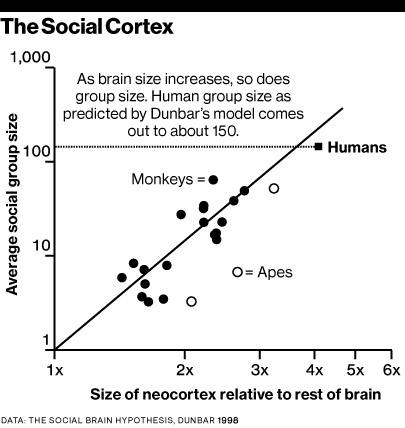 The Social Cortex
1,000
As brain size increases, so does
group size. Human group size as
predicted by Dunbar's model comes
out to about 150.
Humans
100
Monkeys =
10
= Apes
1
Average social group size
1x 2x 3x 4x 5x 6x
Size of neocortex relative to rest of brain
DATA: THE SOCIAL BRAIN HYPOTHESIS, DUNBAR 1998